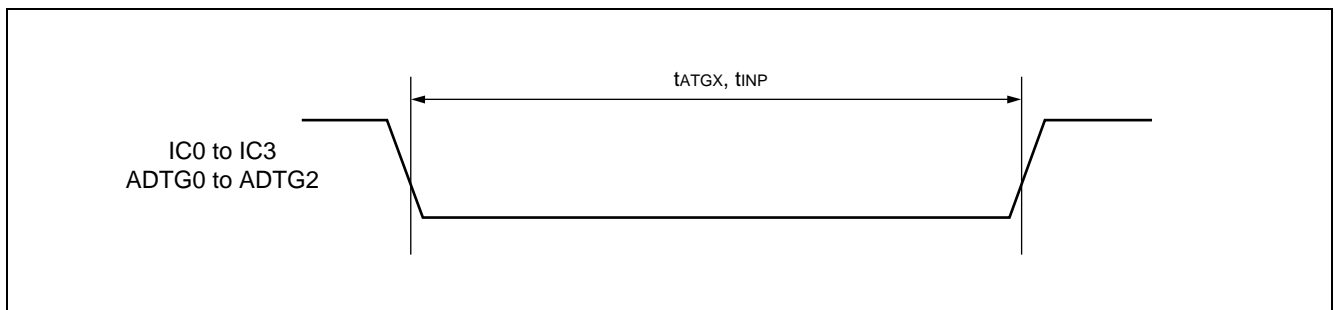 tATGX, tINP
IC0 to IC3
ADTG0 to ADTG2